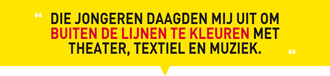 “ DIE JONGEREN DAAGDEN MIJ UIT OM
BUITEN DE LIJNEN TE KLEUREN MET
THEATER, TEXTIEL EN MUZIEK. “